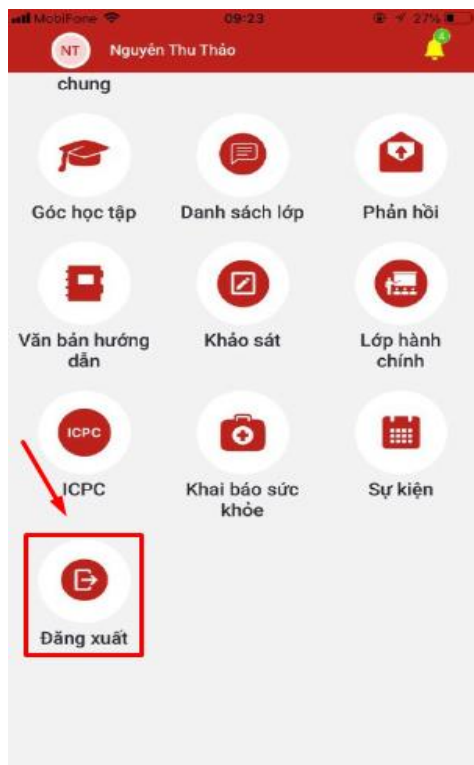 MobiFone 09:23 27%
NT Nguyễn Thu Thảo 4
chung
Góc học tập Danh sách lớp Phản hồi
Văn bản hướng Khảo sát Lớp hành
dẫn chính
ICPC
ICPC Khai báo sức Sự kiện
khỏe
Đăng xuất